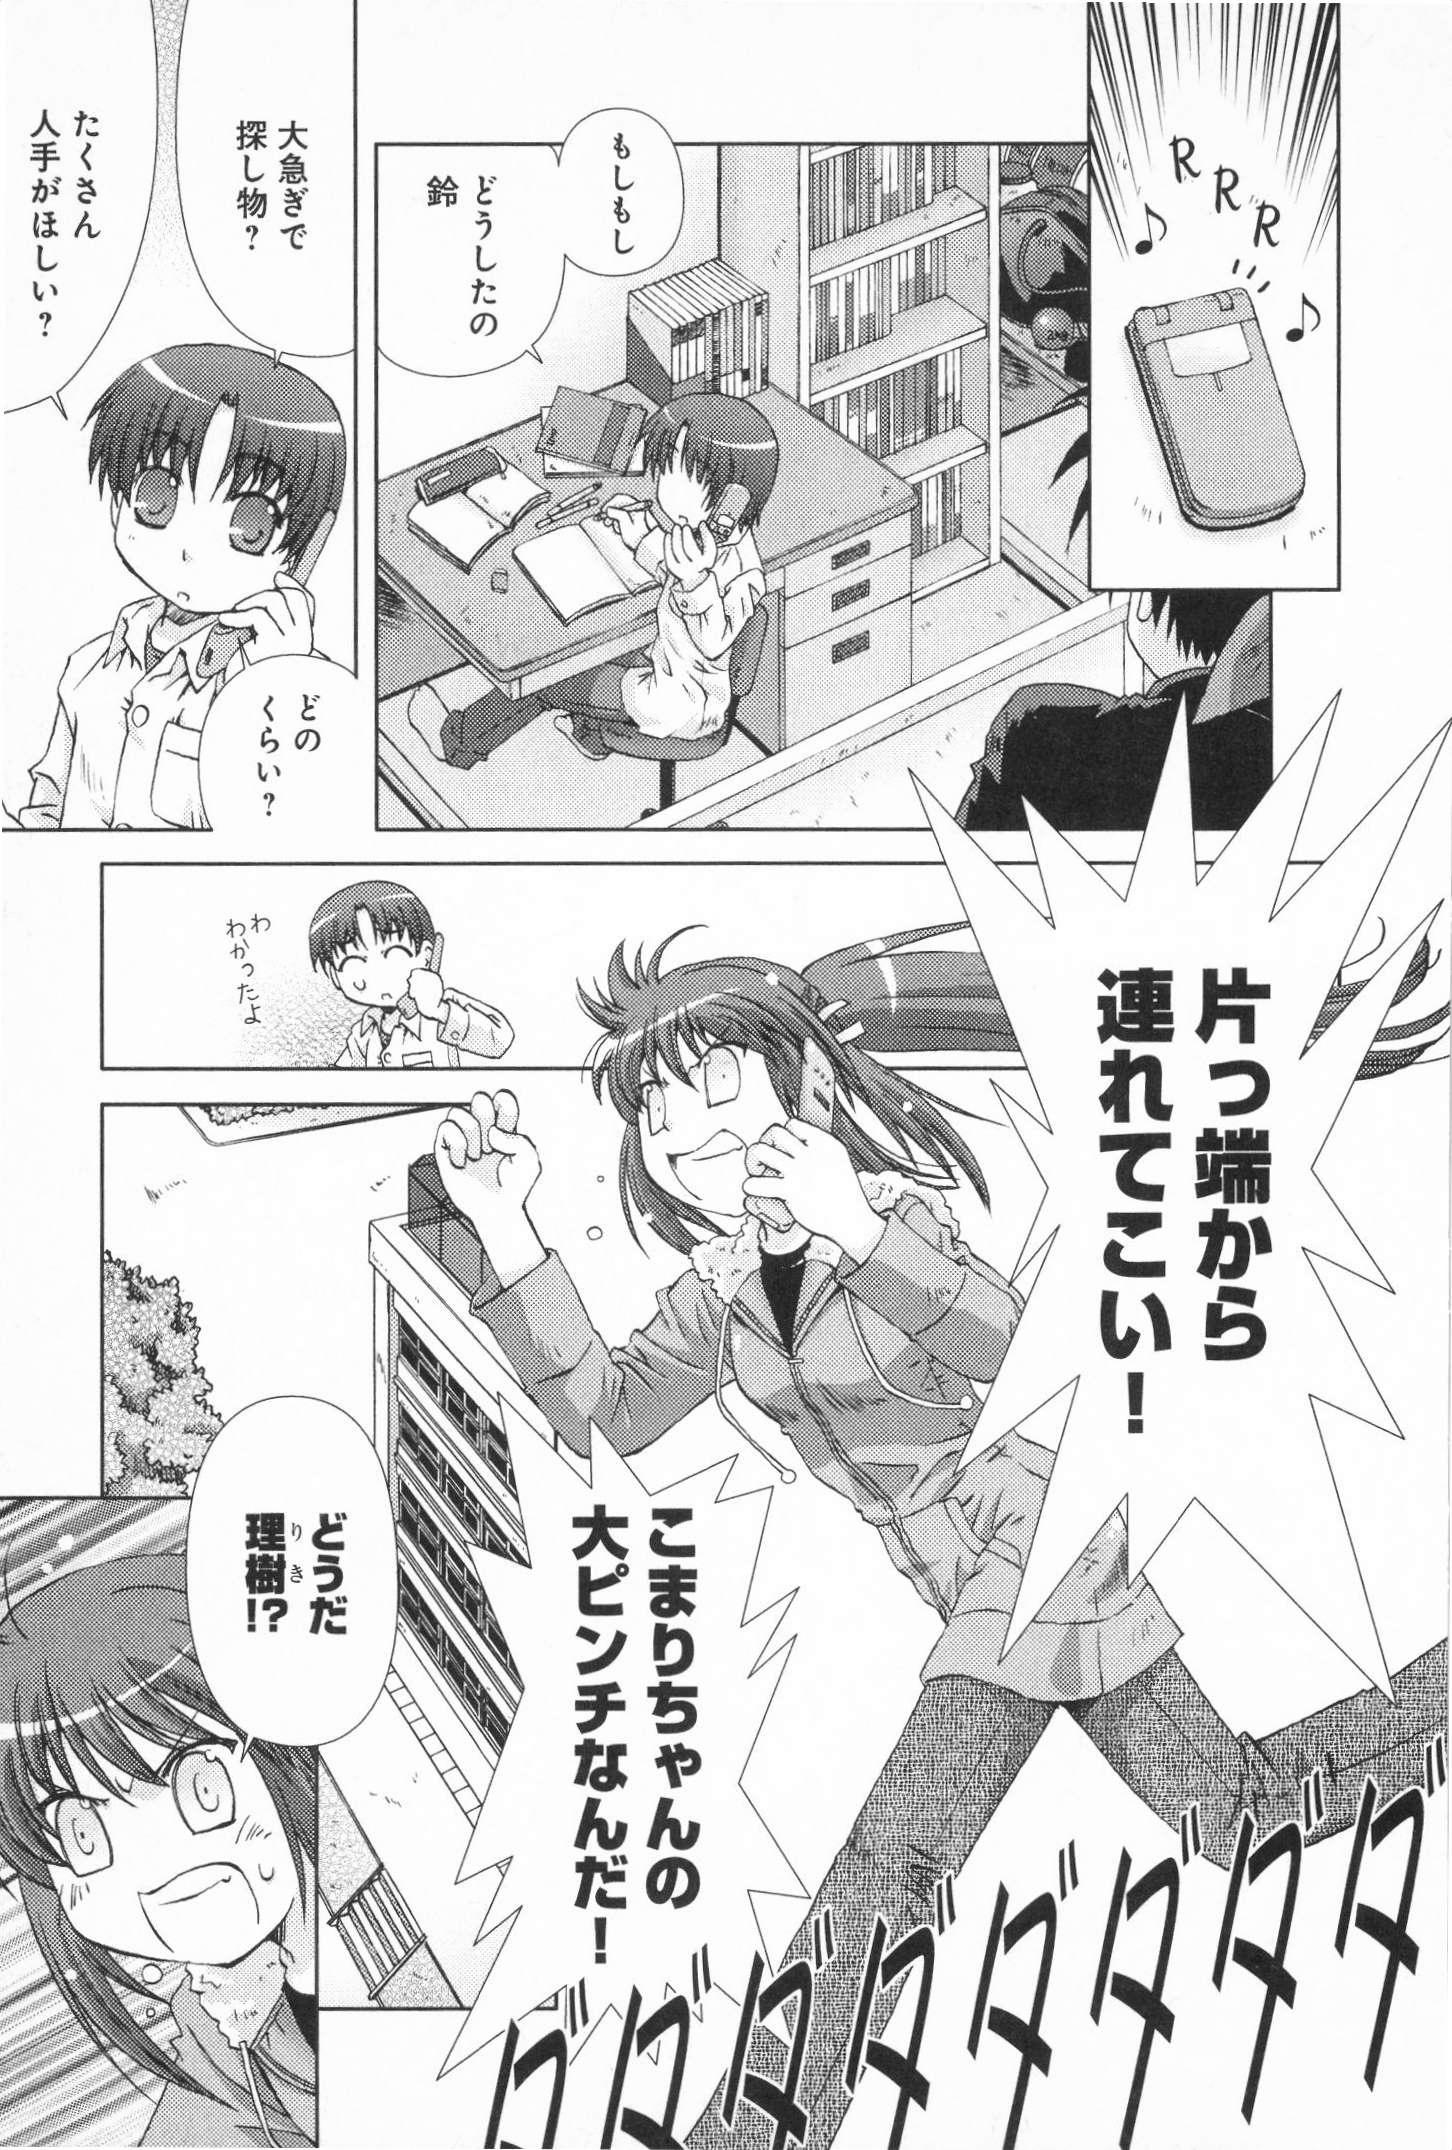 RRR
もしもし
どうしたの
鈴
大急ぎで
探し物?
たくさん
人手がほしい?
どの
くらい?
片っ端から
連れてこい!
わ
わかったよ
こまりちゃんの
大ピンチなんだ!
どうだ
理樹!?
りき
ダダダダダダダダ